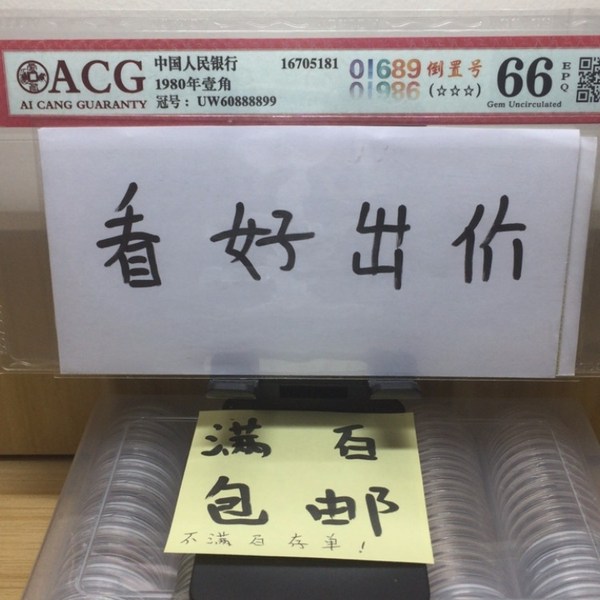 ACG
AI CANG GUARANTY
中国人民银行
1980年壹角
冠号：UW60888899
16705181
01689
01986
倒置号
(☆☆☆)
66
EPQ
Gem Uncirculated
看好出价
满百
包邮
不满百存单！